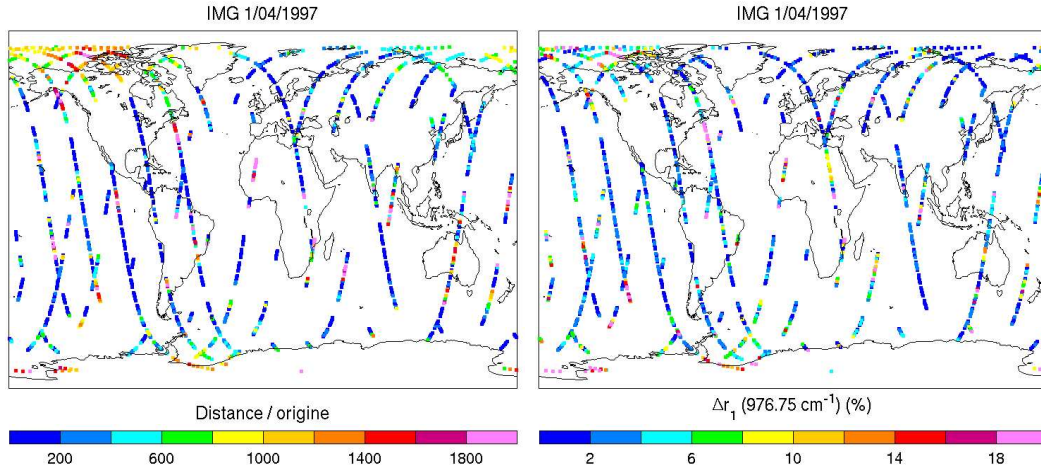 IMG 1/04/1997
Distance / origine
200 600 1000 1400 1800
IMG 1/04/1997
Δr₁ (976.75 cm⁻¹) (%)
2 6 10 14 18